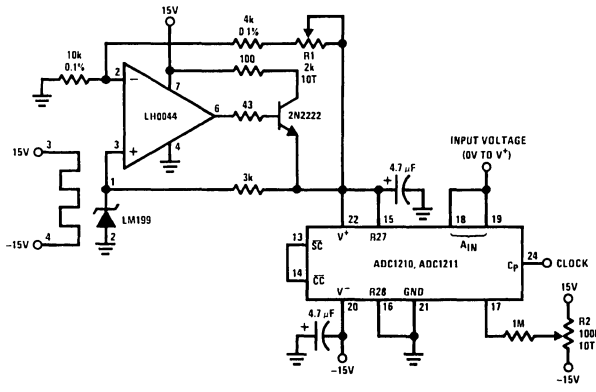 15V
4k
0.1%
10k
0.1%
R1
2k
10T
100
2
7
LH0044
6
43
2N2222
3
4
15V
3
1
3k
LM199
-15V
4
2
4.7 μF
+
INPUT VOLTAGE
(0V TO V+)
22
15
18
19
13
SC
V+
R27
AIN
24
CLOCK
CP
ADC1210, ADC1211
14
CC
V−
R28
GND
20
16
21
17
4.7 μF
+
-15V
1M
15V
R2
100k
10T
-15V